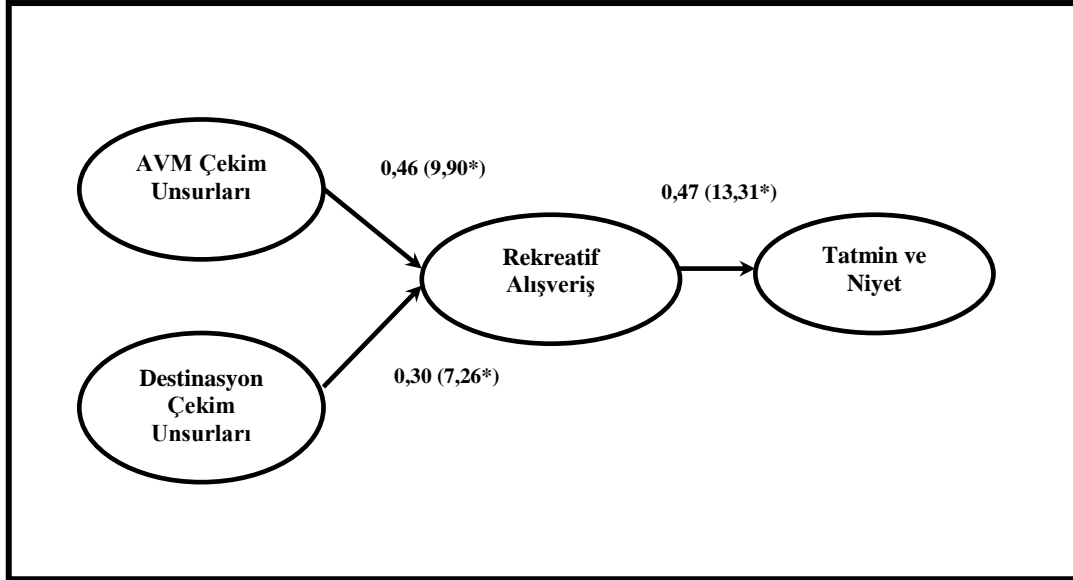 AVM Çekim
Unsurları
0,46 (9,90*)
0,47 (13,31*)
Rekreatif
Alışveriş
Tatmin ve
Niyet
0,30 (7,26*)
Destinasyon
Çekim
Unsurları